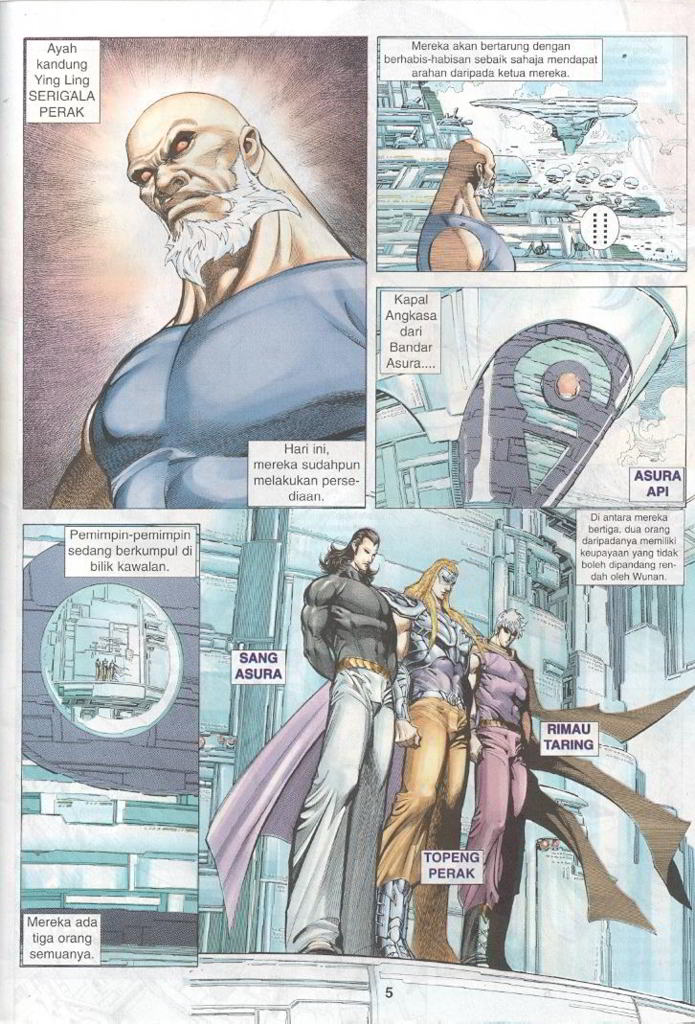 Ayah
kandung
Ying Ling
SERIGALA
PERAK
Mereka akan bertarung dengan
berhabis-habisan sebaik sahaja mendapat
arahan daripada ketua mereka.
Kapal
Angkasa
dari
Bandar
Asura....
Hari ini,
mereka sudahpun
melakukan perse-
diaan.
ASURA
API
Pemimpin-pemimpin
sedang berkumpul di
bilik kawalan.
Di antara mereka
bertiga, dua orang
daripadanya memiliki
keupayaan yang tidak
boleh dipandang ren-
dah oleh Wunan.
SANG
ASURA
RIMAU
TARING
TOPENG
PERAK
Mereka ada
tiga orang
semuanya.
5